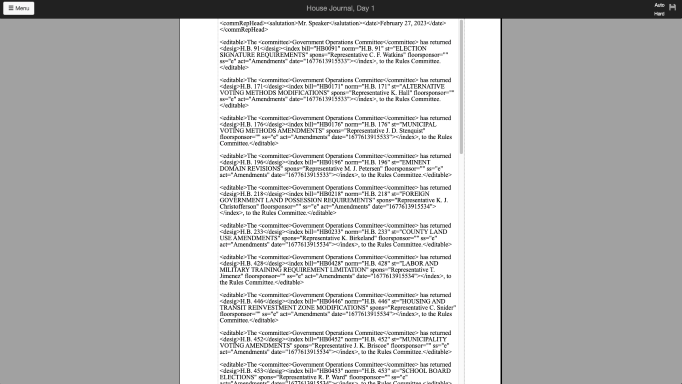 Menu
House Journal, Day 1
Auto
Hard
<commRepHead><salutation>Mr. Speaker</salutation><date>February 27, 2023</date>
</commRepHead>
<editable>The <committee>Government Operations Committee</committee> has returned
<desig>H.B. 91</desig><index bill="HB0091" norm="H.B. 91" st="ELECTION
SIGNATURE REQUIREMENTS" spons="Representative C. F. Watkins" floorsponsor=""
ss="e" act="Amendments" date="1677613915533"></index>, to the Rules Committee.
</editable>
<editable>The <committee>Government Operations Committee</committee> has returned
<desig>H.B. 171</desig><index bill="HB0171" norm="H.B. 171" st="ALTERNATIVE
VOTING METHODS MODIFICATIONS" spons="Representative K. Hall" floorsponsor=""
ss="e" act="Amendments" date="1677613915533"></index>, to the Rules Committee.
</editable>
<editable>The <committee>Government Operations Committee</committee> has returned
<desig>H.B. 176</desig><index bill="HB0176" norm="H.B. 176" st="MUNICIPAL
VOTING METHODS AMENDMENTS" spons="Representative J. D. Stenquist"
floorsponsor="" ss="e" act="Amendments" date="1677613915533"></index>, to the Rules
Committee.</editable>
<editable>The <committee>Government Operations Committee</committee> has returned
<desig>H.B. 196</desig><index bill="HB0196" norm="H.B. 196" st="EMINENT
DOMAIN REVISIONS" spons="Representative M. J. Petersen" floorsponsor="" ss="e"
act="Amendments" date="1677613915533"></index>, to the Rules Committee.</editable>
<editable>The <committee>Government Operations Committee</committee> has returned
<desig>H.B. 218</desig><index bill="HB0218" norm="H.B. 218" st="FOREIGN
GOVERNMENT LAND POSSESSION REQUIREMENTS" spons="Representative K. J.
Christofferson" floorsponsor="" ss="e" act="Amendments" date="1677613915534">
</index>, to the Rules Committee.</editable>
<editable>The <committee>Government Operations Committee</committee> has returned
<desig>H.B. 233</desig><index bill="HB0233" norm="H.B. 233" st="COUNTY LAND
USE AMENDMENTS" spons="Representative K. Birkeland" floorsponsor="" ss="e"
act="Amendments" date="1677613915534"></index>, to the Rules Committee.</editable>
<editable>The <committee>Government Operations Committee</committee> has returned
<desig>H.B. 428</desig><index bill="HB0428" norm="H.B. 428" st="LABOR AND
MILITARY TRAINING REQUIREMENT LIMITATION" spons="Representative T.
Jimenez" floorsponsor="" ss="e" act="Amendments" date="1677613915534"></index>, to
the Rules Committee.</editable>
<editable>The <committee>Government Operations Committee</committee> has returned
<desig>H.B. 446</desig><index bill="HB0446" norm="H.B. 446" st="HOUSING AND
TRANSIT REINVESTMENT ZONE MODIFICATIONS" spons="Representative C. Snider"
floorsponsor="" ss="e" act="Amendments" date="1677613915534"></index>, to the Rules
Committee.</editable>
<editable>The <committee>Government Operations Committee</committee> has returned
<desig>H.B. 452</desig><index bill="HB0452" norm="H.B. 452" st="MUNICIPALITY
VOTING AMENDMENTS" spons="Representative J. K. Briscoe" floorsponsor="" ss="e"
act="Amendments" date="1677613915534"></index>, to the Rules Committee.</editable>
<editable>The <committee>Government Operations Committee</committee> has returned
<desig>H.B. 453</desig><index bill="HB0453" norm="H.B. 453" st="SCHOOL BOARD
ELECTIONS" spons="Representative R. P. Ward" floorsponsor="" ss="e"
act="Amendments" date="1677613915534"></index>, to the Rules Committee.</editable>